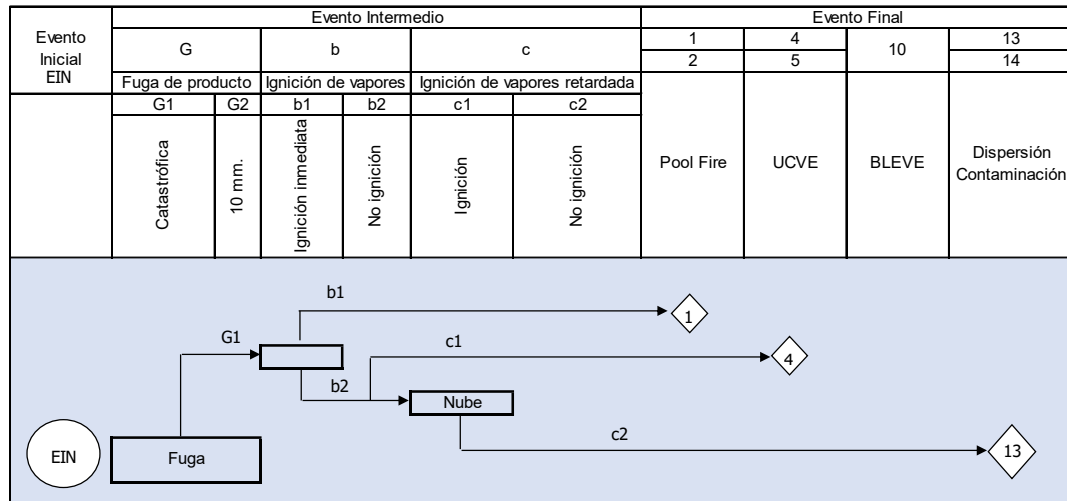 Evento Inicial EIN
Evento Intermedio
Evento Final
G
b
c
1
4
10
13
2
5
14
Fuga de producto
Ignición de vapores
Ignición de vapores retardada
G1
G2
b1
b2
c1
c2
Catastrófica
10 mm.
Ignición inmediata
No ignición
Ignición
No ignición
Pool Fire
UCVE
BLEVE
Dispersión
Contaminación
b1
1
G1
c1
4
b2
Nube
c2
EIN
Fuga
13